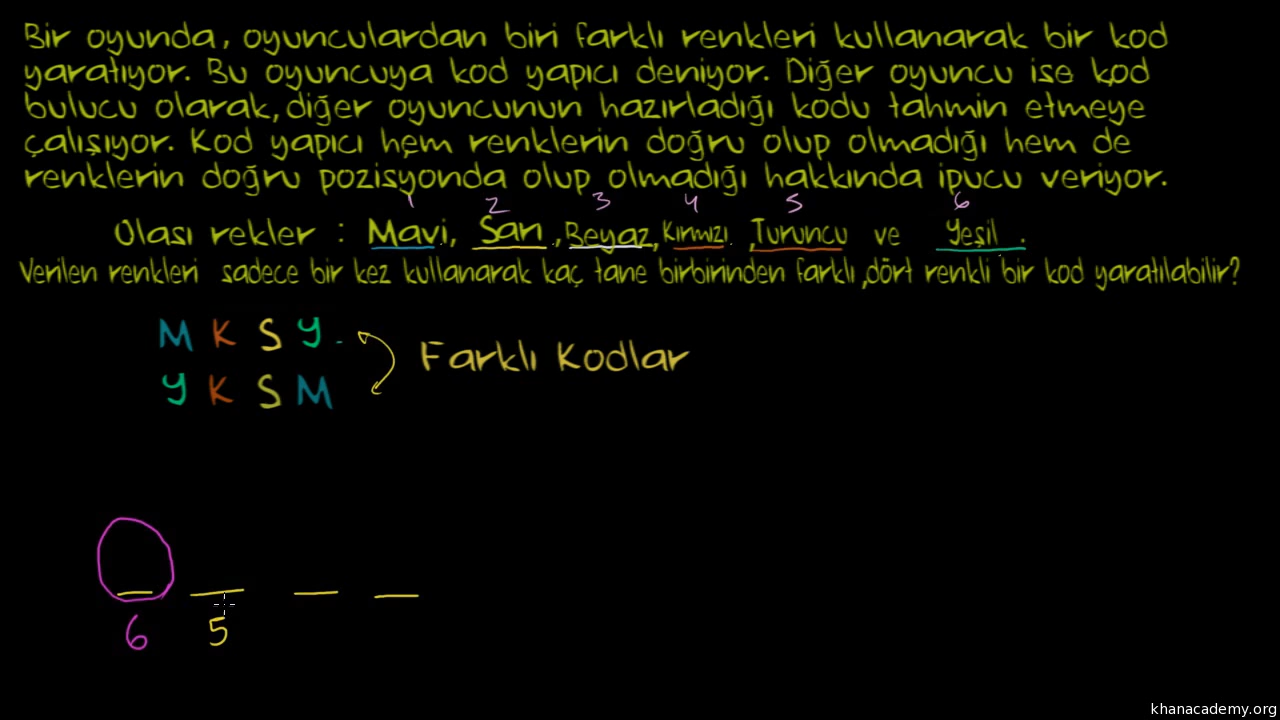 Bir oyunda, oyunculardan biri farklı renkleri kullanarak bir kod
yaratıyor. Bu oyuncuya kod yapıcı deniyor. Diğer oyuncu ise kod
bulucu olarak, diğer oyuncunun hazırladığı kodu tahmin etmeye
çalışıyor. Kod yapıcı hem renklerin doğru olup olmadığı hem de
renklerin doğru pozisyonda olup olmadığı hakkında ipucu veriyor.
1 2 3 4 5 6
Olası rekler : Mavi, Sarı, Beyaz, Kırmızı, Turuncu ve Yeşil.
Verilen renkleri sadece bir kez kullanarak kaç tane birbirinden farklı, dört renkli bir kod yaratılabilir?
M K S Y
Farklı Kodlar
Y K S M
6 5
khanacademy.org